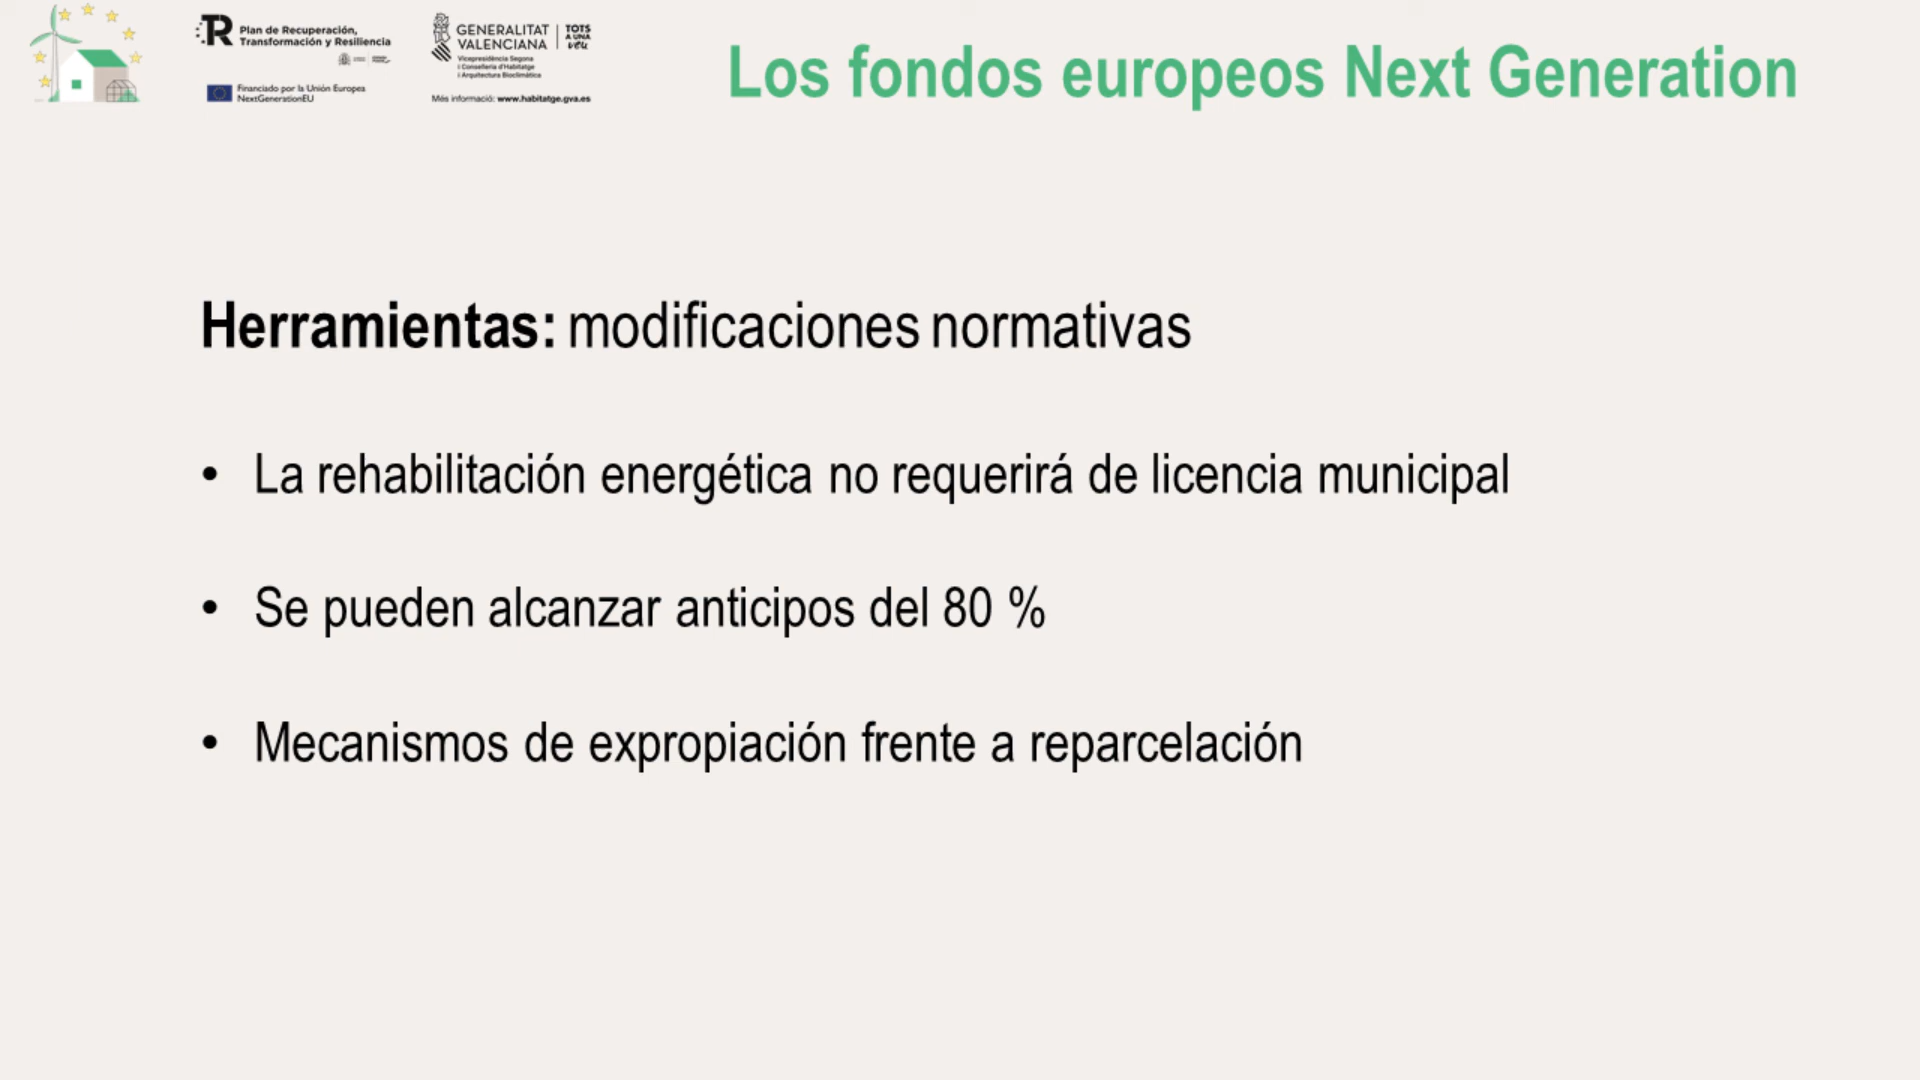 Plan de Recuperación,
Transformación y Resiliencia
Financiado por la Unión Europea
NextGenerationEU
GENERALITAT
VALENCIANA
Vicepresidència Segona
i Conselleria d'Habitatge
i Arquitectura Bioclimàtica
TOTS
A UNA
veu
Més informació: www.habitatge.gva.es
Los fondos europeos Next Generation
Herramientas: modificaciones normativas
• La rehabilitación energética no requerirá de licencia municipal
• Se pueden alcanzar anticipos del 80 %
• Mecanismos de expropiación frente a reparcelación